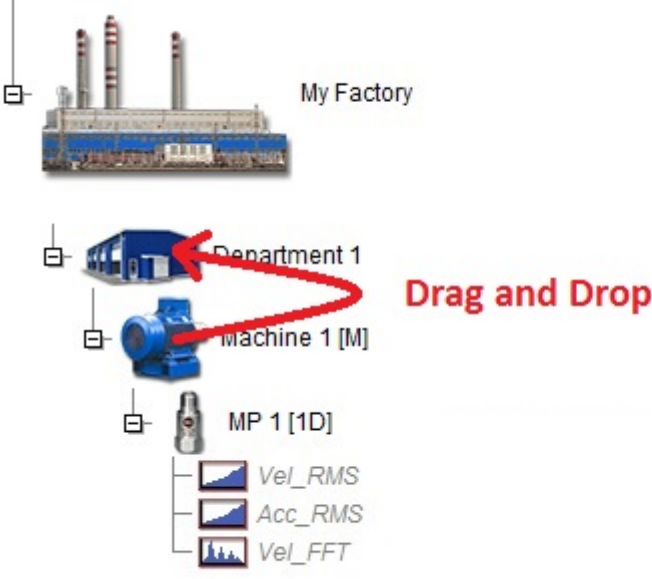 My Factory
Department 1
Drag and Drop
Machine 1 [M]
MP 1 [1D]
Vel_RMS
Acc_RMS
Vel_FFT